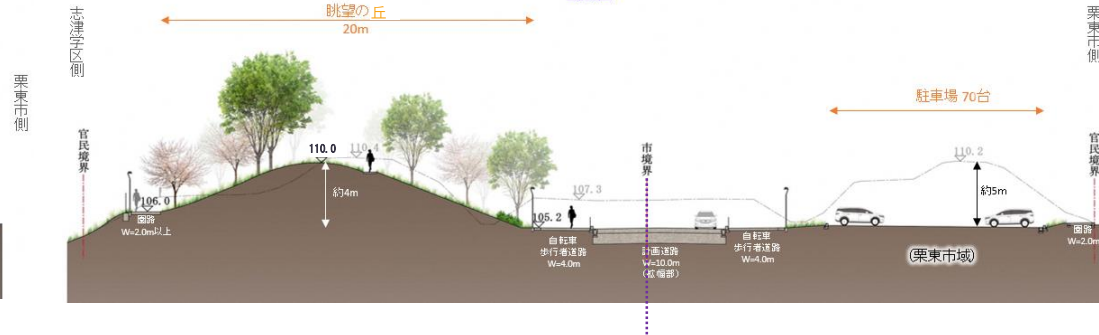 栗東市側
志津学区側
眺望の丘
20m
官民境界
106.0
園路
W=2.0m以上
110.0
110.4
約4m
105.2
107.3
自転車
歩行者道路
W=4.0m
市境界
計画道路
W=10.0m
(拡幅部)
自転車
歩行者道路
W=4.0m
駐車場 70台
110.2
約5m
(栗東市域)
栗東市側
官民境界
園路
W=2.0m